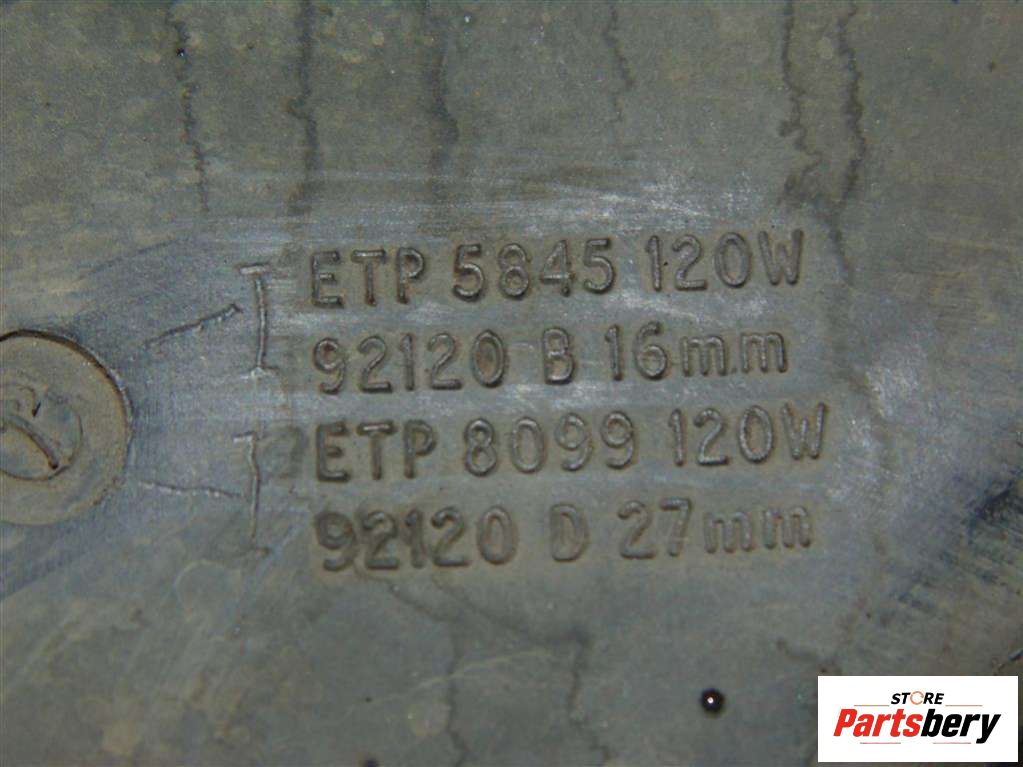 ETP 5845 120W
92120 B 16mm
ETP 8099 120W
92120 D 27mm
STORE
Partsbery